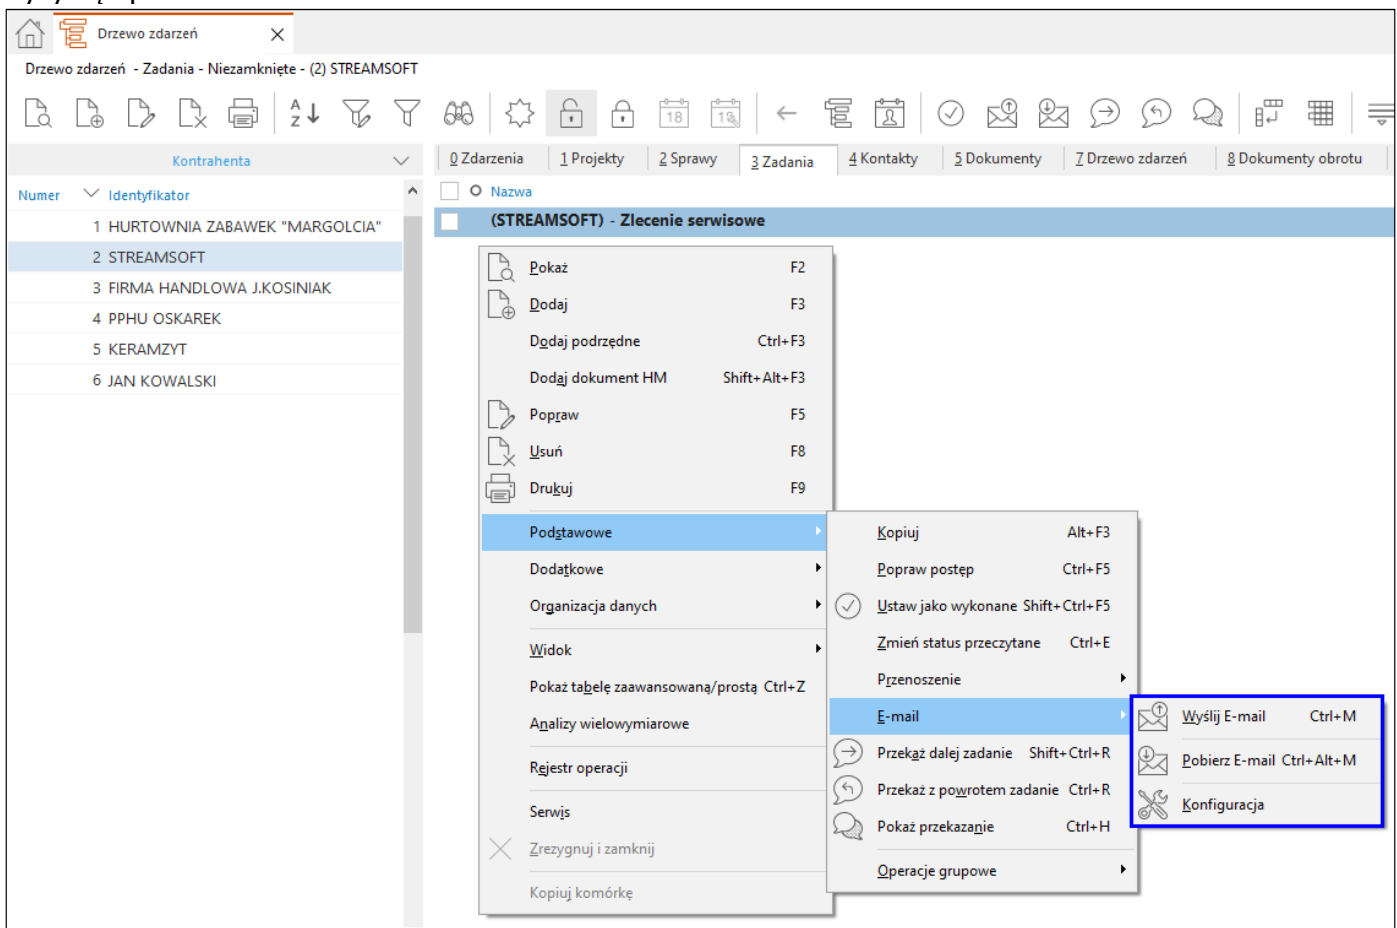 Drzewo zdarzeń
Drzewo zdarzeń - Zadania - Niezamknięte - (2) STREAMSOFT
A
Z
18
19
Kontrahenta
0 Zdarzenia 1 Projekty 2 Sprawy 3 Zadania 4 Kontakty 5 Dokumenty 7 Drzewo zdarzeń 8 Dokumenty obrotu
Numer Identyfikator
Nazwa
1 HURTOWNIA ZABAWEK "MARGOLCIA"
2 STREAMSOFT
3 FIRMA HANDLOWA J.KOSINIAK
4 PPHU OSKAREK
5 KERAMZYT
6 JAN KOWALSKI
(STREAMSOFT) - Zlecenie serwisowe
Pokaż F2
Dodaj F3
Dodaj podrzędne Ctrl+F3
Dodaj dokument HM Shift+Alt+F3
Popraw F5
Usuń F8
Drukuj F9
Podstawowe
Dodatkowe
Organizacja danych
Widok
Pokaż tabelę zaawansowaną/prostą Ctrl+Z
Analizy wielowymiarowe
Rejestr operacji
Serwis
Zrezygnuj i zamknij
Kopiuj komórkę
Kopiuj Alt+F3
Popraw postęp Ctrl+F5
Ustaw jako wykonane Shift+Ctrl+F5
Zmień status przeczytane Ctrl+E
Przenoszenie
E-mail
Przekaż dalej zadanie Shift+Ctrl+R
Przekaż z powrotem zadanie Ctrl+R
Pokaż przekazanie Ctrl+H
Operacje grupowe
Wyślij E-mail Ctrl+M
Pobierz E-mail Ctrl+Alt+M
Konfiguracja